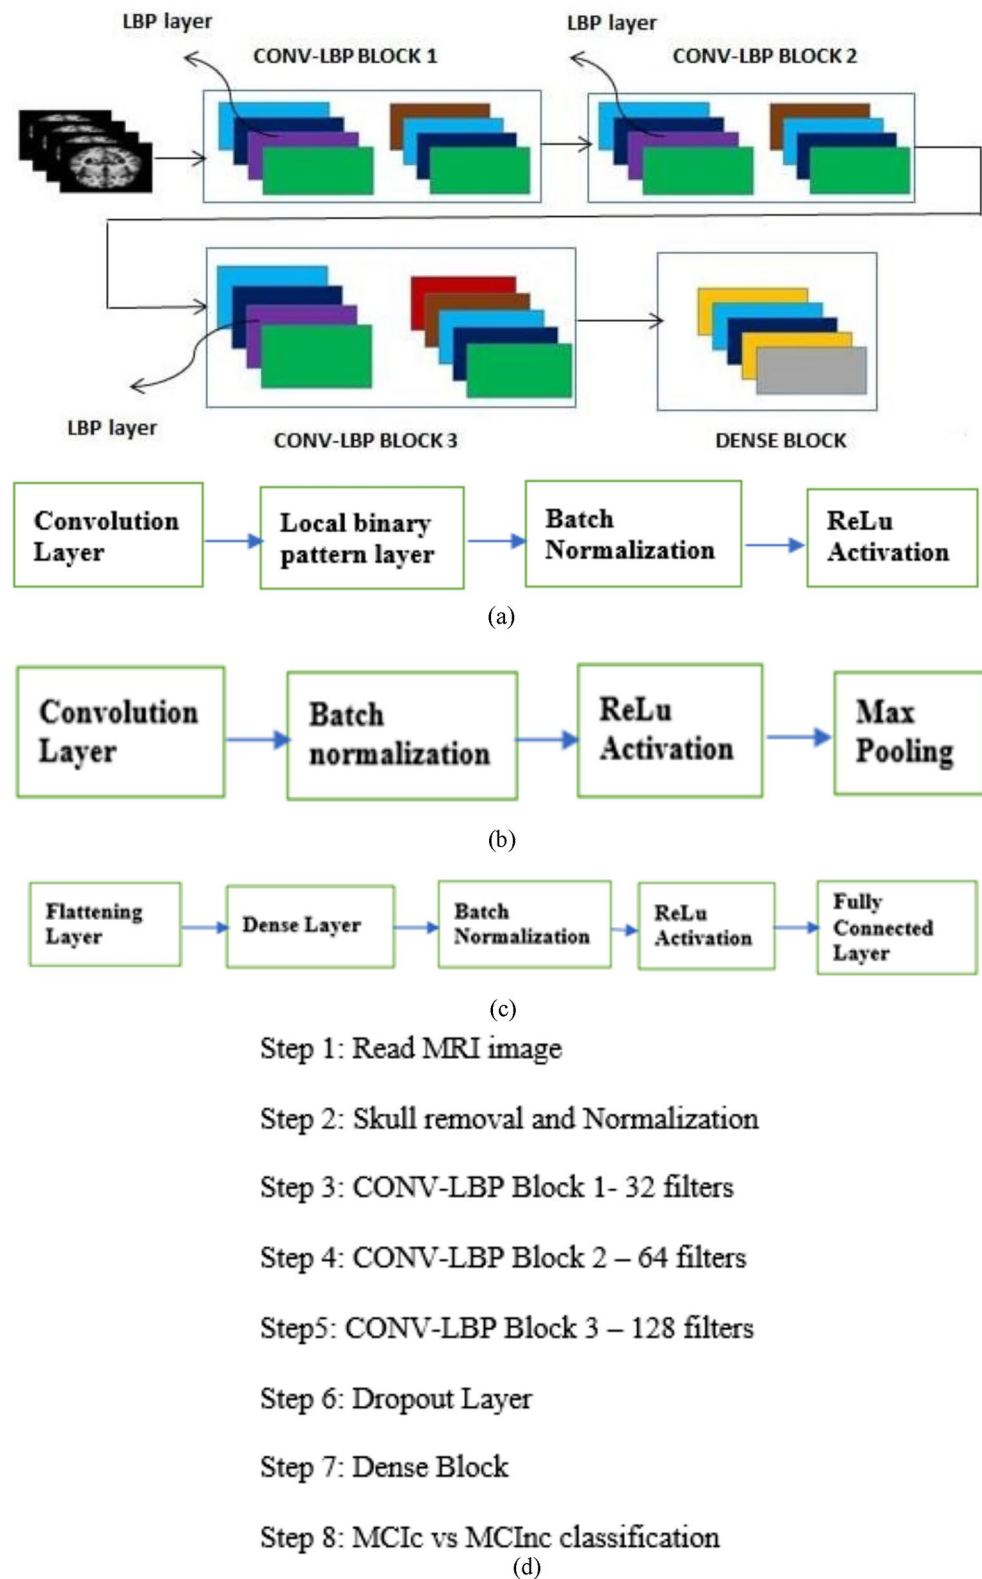 LBP layer
LBP layer
CONV-LBP BLOCK 1
CONV-LBP BLOCK 2
LBP layer
CONV-LBP BLOCK 3
DENSE BLOCK
Convolution
Layer
Local binary
pattern layer
Batch
Normalization
ReLu
Activation
(a)
Convolution
Layer
Batch
normalization
ReLu
Activation
Max
Pooling
(b)
Flattening
Layer
Dense Layer
Batch
Normalization
ReLu
Activation
Fully
Connected
Layer
(c)
Step 1: Read MRI image
Step 2: Skull removal and Normalization
Step 3: CONV-LBP Block 1- 32 filters
Step 4: CONV-LBP Block 2 – 64 filters
Step5: CONV-LBP Block 3 – 128 filters
Step 6: Dropout Layer
Step 7: Dense Block
Step 8: MCIc vs MCInc classification
(d)